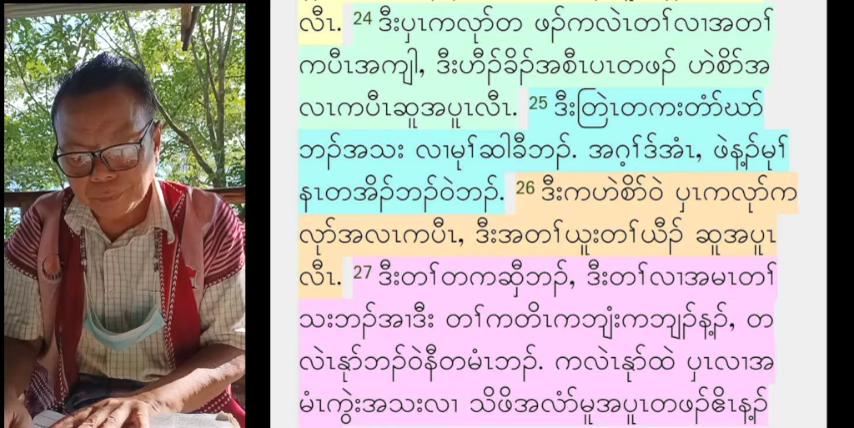 လီၤ. 24 ဒီးပှၤကလုာ်တ ဖၣ်ကလဲၤတၢ်လၢအတၢ်
ကပီၤအကျါ, ဒီးဟီၣ်ခိၣ်အစီၤပၤတဖၣ် ဟဲစိာ်အ
လၤကပီၤဆူအပူၤလီၤ. 25 ဒီးတြဲၤတကးတံာ်ဃာ်
ဘၣ်အသး လၢမုၢ်ဆါခီဘၣ်. အဂ့ၢ်ဒ်အံၤ, ဖဲန့ၣ်မုၢ်
နၤတအိၣ်ဘၣ်ဝဲဘၣ်. 26 ဒီးကဟဲစိာ်ဝဲ ပှၤကလုာ်က
လုာ်အလၤကပီၤ, ဒီးအတၢ်ယူးတၢ်ယီၣ် ဆူအပူၤ
လီၤ. 27 ဒီးတၢ်တကဆှီဘၣ်, ဒီးတၢ်လၢအမၤတၢ်
သးဘၣ်အၢဒီး တၢ်ကတိၤကဘျံးကဘျၣ်န့ၣ်, တ
လဲၤနုာ်ဘၣ်ဝဲနီတမံၤဘၣ်. ကလဲၤနုာ်ထဲ ပှၤလၢအ
မံၤကွဲးအသးလၢ သိဖိအလံာ်မူအပူၤတဖၣ်ဧိၤန့ၣ်